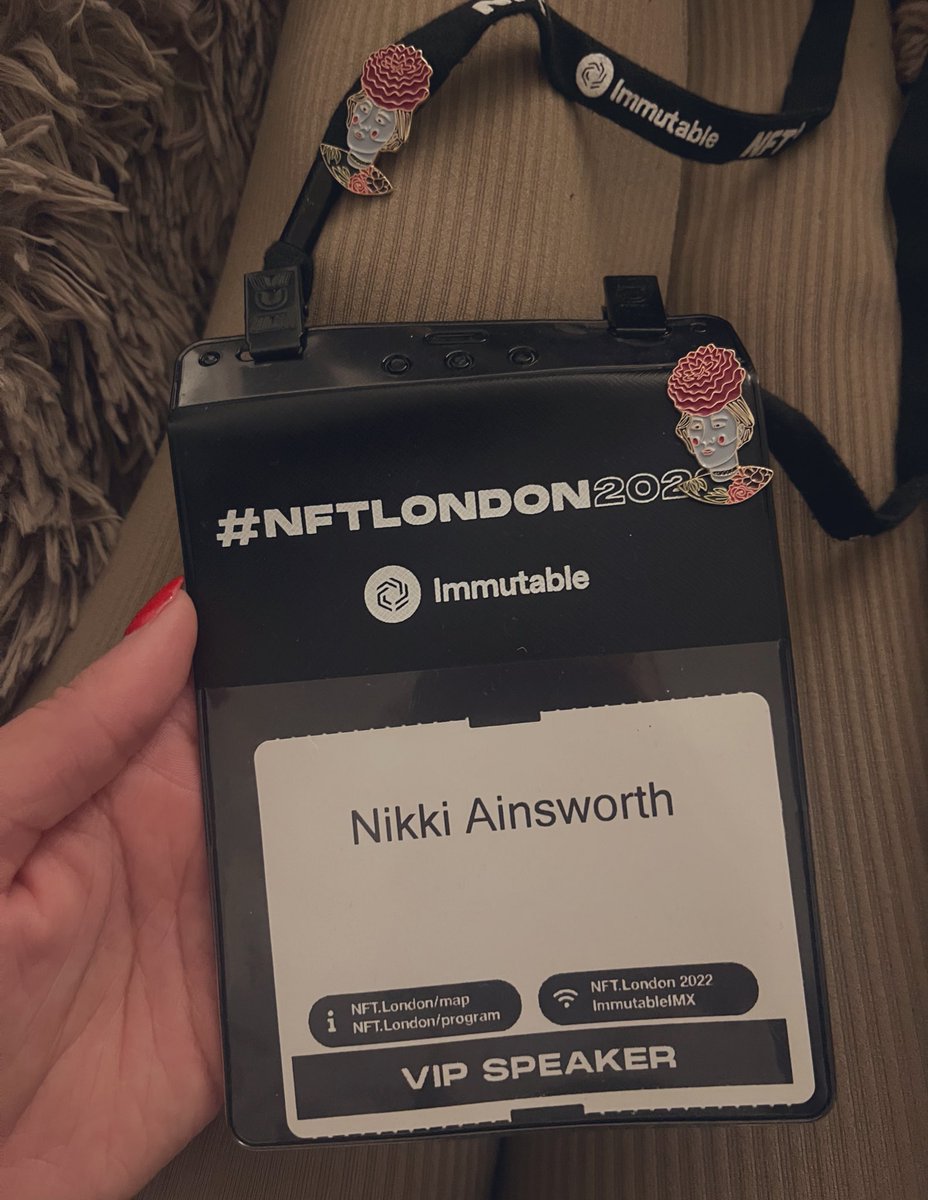 Immutable
NFT
#NFTLONDON202
Immutable
Nikki Ainsworth
NFT.London/map
NFT.London/program
NFT.London 2022
ImmutableIMX
VIP SPEAKER